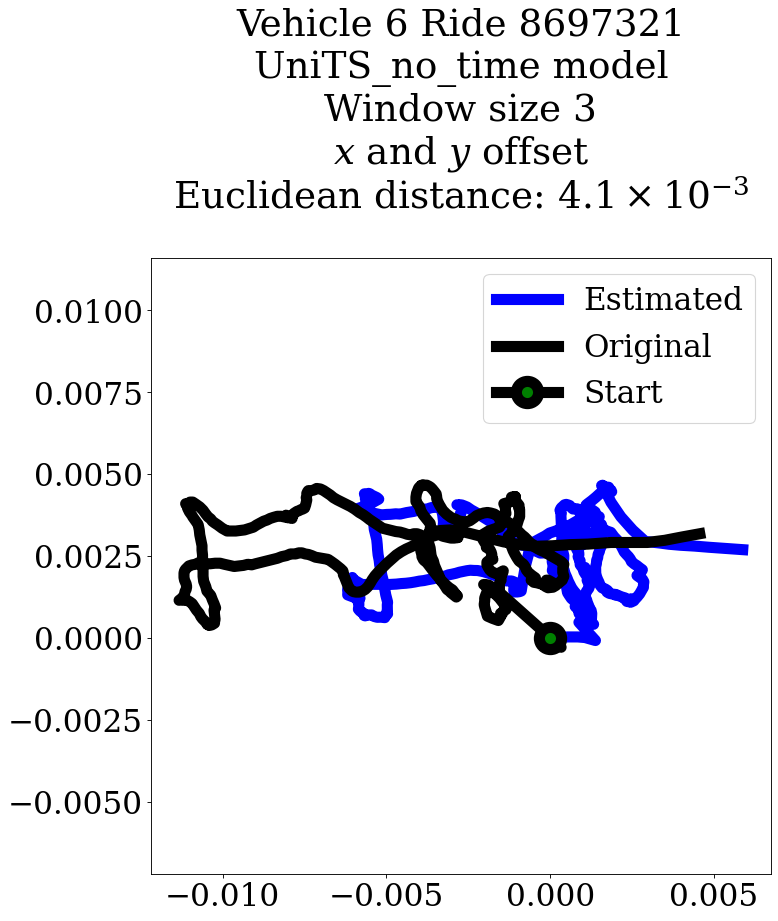 Vehicle 6 Ride 8697321
UniTS_no_time model
Window size 3
x and y offset
Euclidean distance: 4.1 × 10⁻³
Estimated
Original
Start
0.0100
0.0075
0.0050
0.0025
0.0000
−0.0025
−0.0050
−0.010
−0.005
0.000
0.005